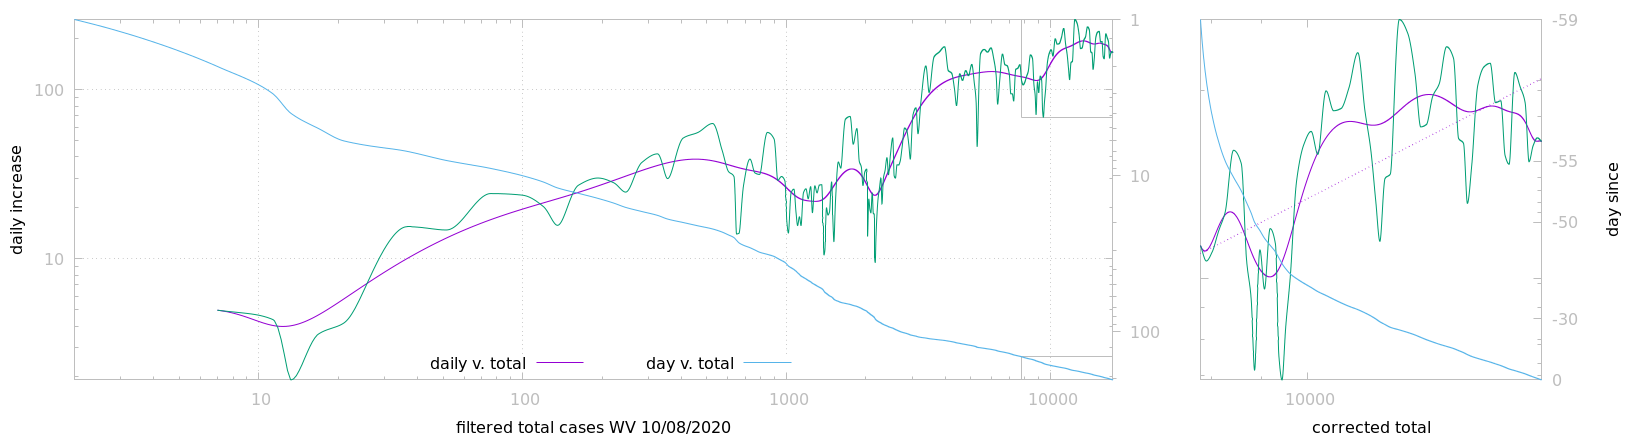 daily increase
100
10
1
10
100
daily v. total
day v. total
10
100
1000
10000
filtered total cases WV 10/08/2020
-59
-55
-50
-30
0
day since
10000
corrected total